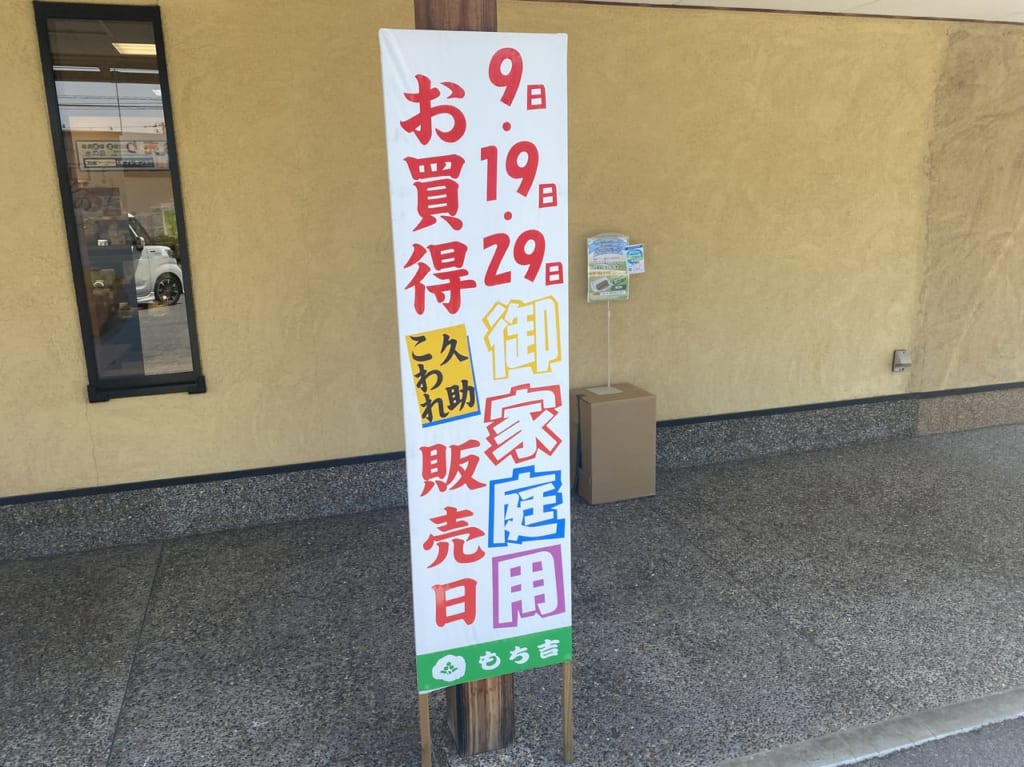 9日・19日・29日
御家庭用
お買得
久助
こわれ
販売日
もち吉